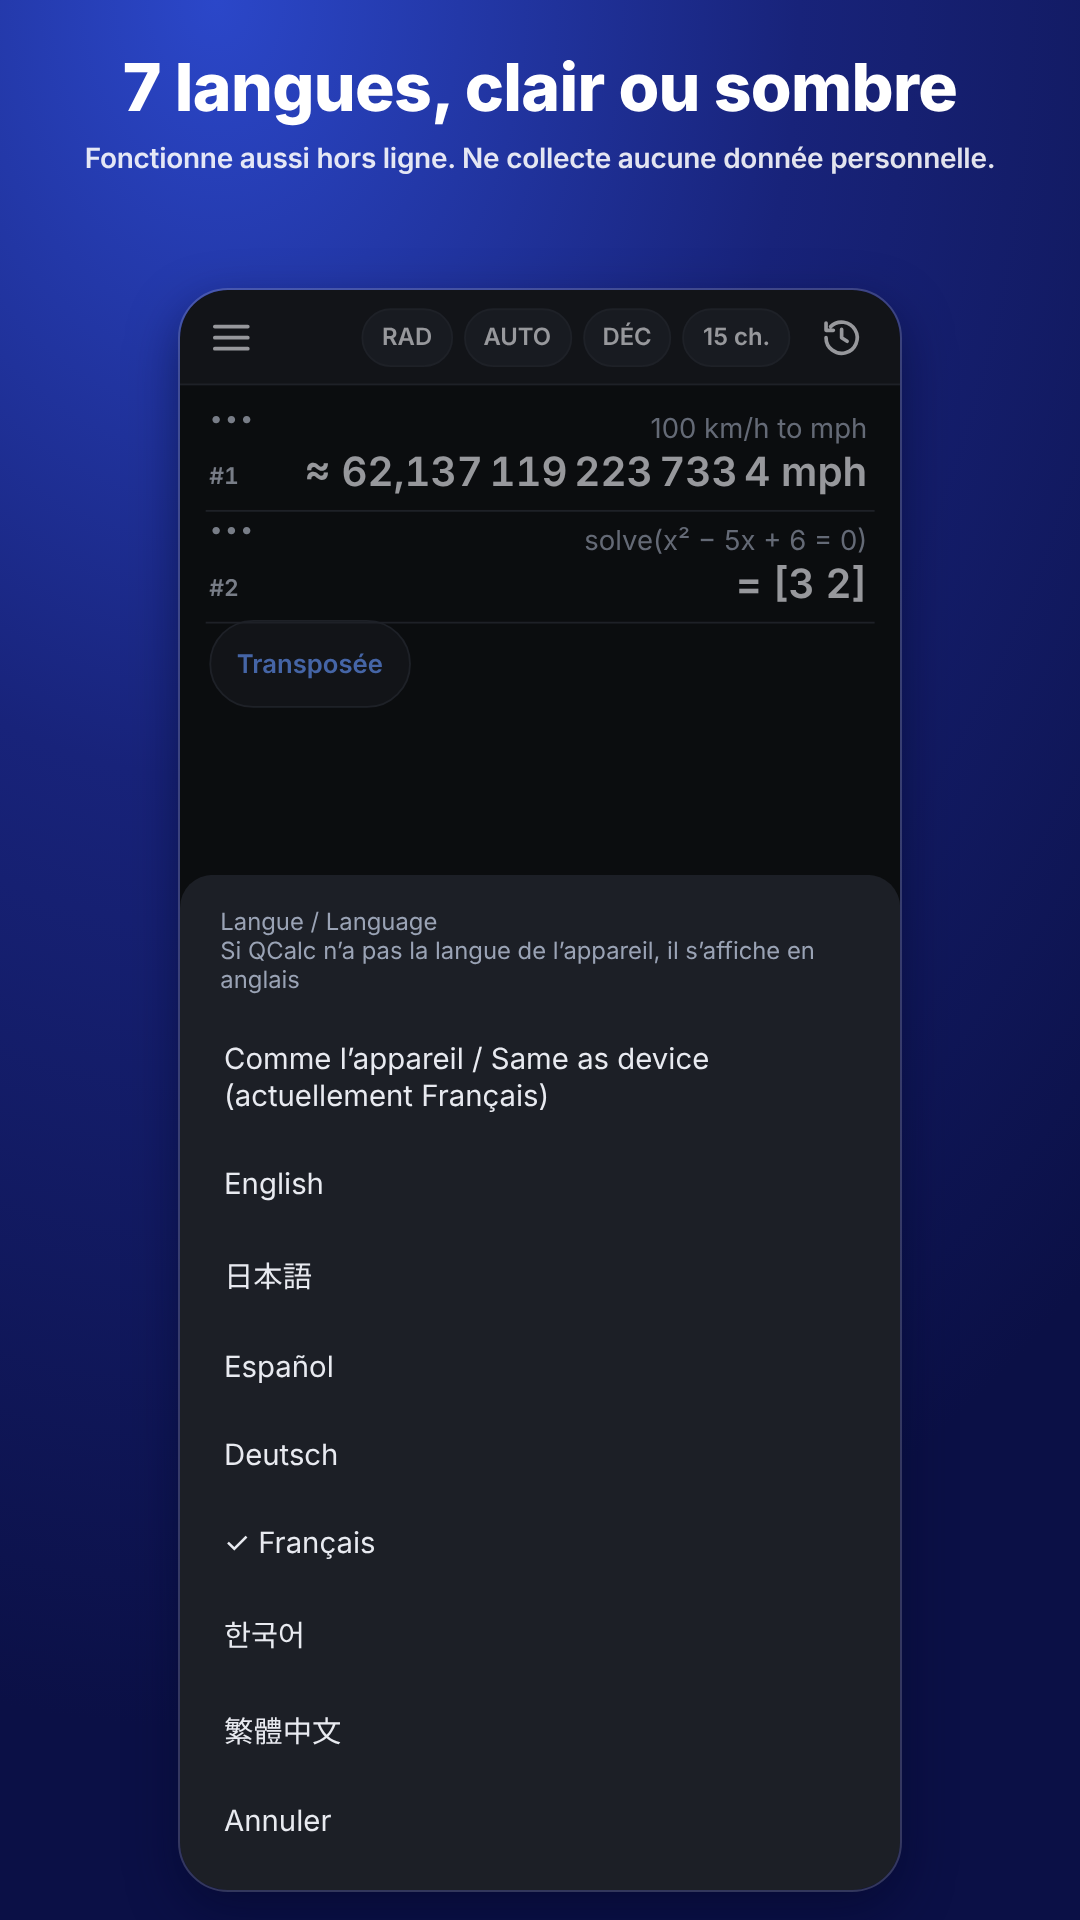 7 langues, clair ou sombre
Fonctionne aussi hors ligne. Ne collecte aucune donnée personnelle.
RAD AUTO DÉC 15 ch.
100 km/h to mph
#1 ≈ 62,137 119 223 733 4 mph
solve(x² − 5x + 6 = 0)
#2 = [3 2]
Transposée
Langue / Language
Si QCalc n’a pas la langue de l’appareil, il s’affiche en
anglais
Comme l’appareil / Same as device
(actuellement Français)
English
日本語
Español
Deutsch
✓ Français
한국어
繁體中文
Annuler